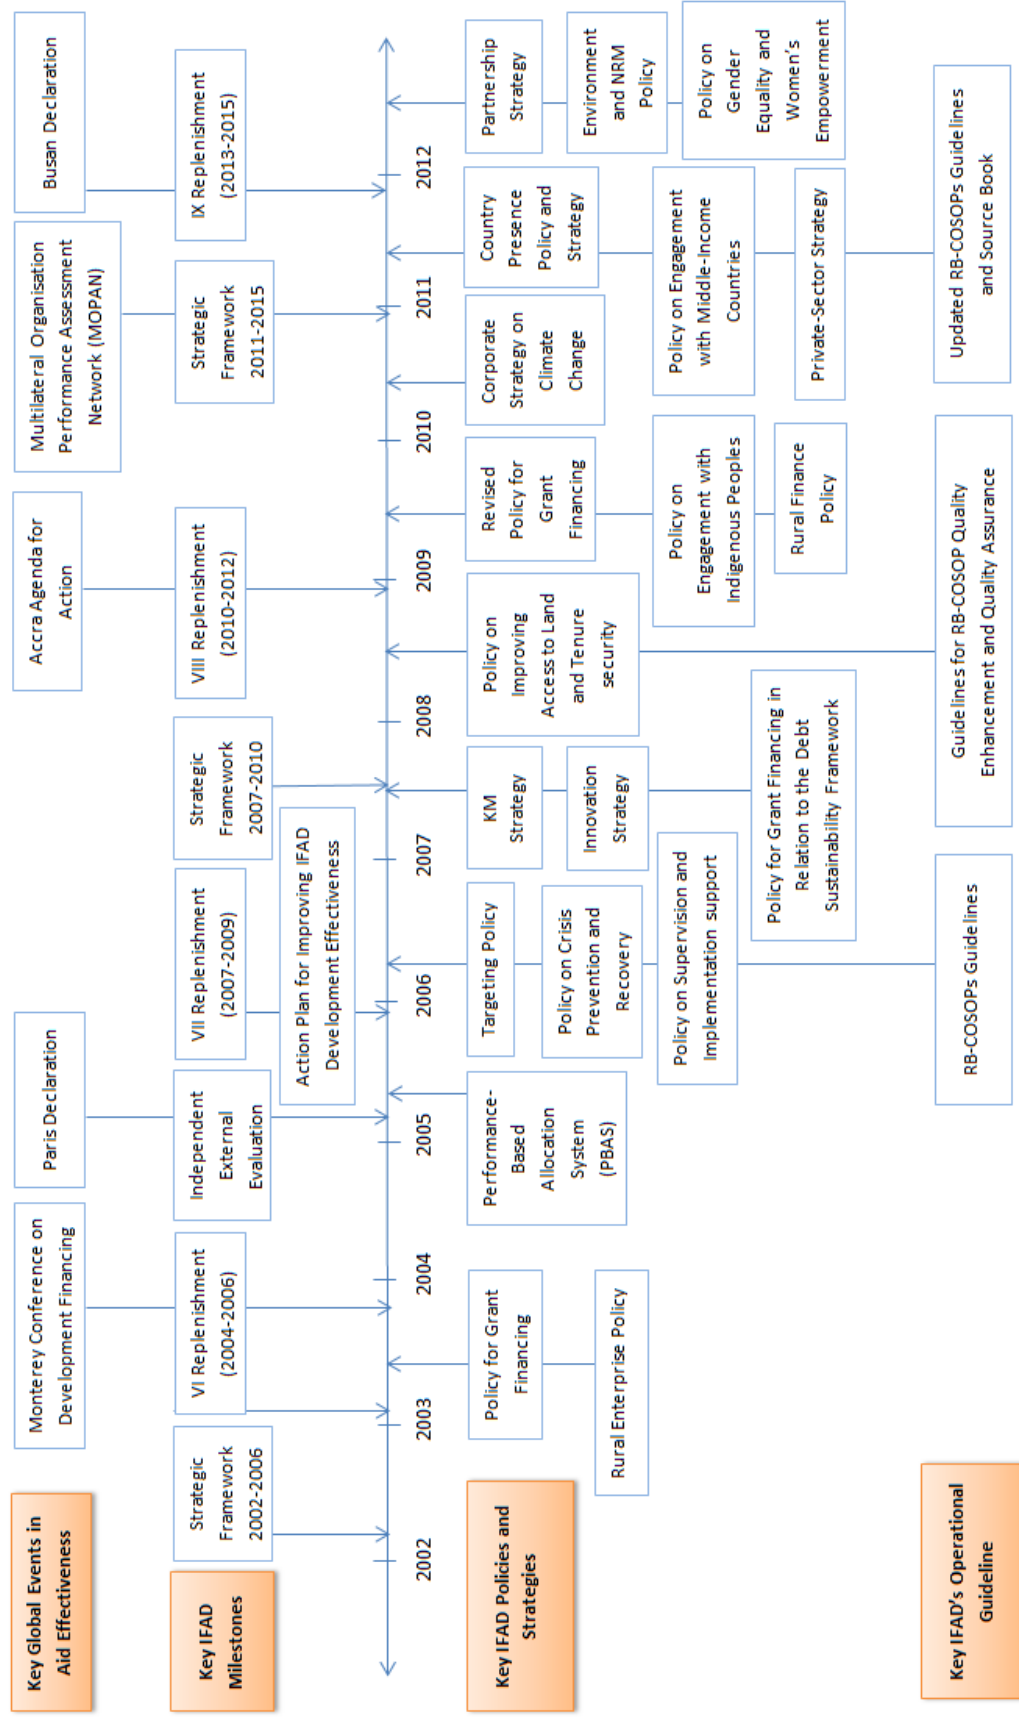 Key Global Events in
Aid Effectiveness
Monterey Conference on
Development Financing
Paris Declaration
Accra Agenda for
Action
Multilateral Organisation
Performance Assessment
Network (MOPAN)
Busan Declaration
Key IFAD
Milestones
Strategic
Framework
2002-2006
VI Replenishment
(2004-2006)
Independent
External
Evaluation
VII Replenishment
(2007-2009)
Action Plan for Improving IFAD
Development Effectiveness
Strategic
Framework
2007-2010
VIII Replenishment
(2010-2012)
Strategic
Framework
2011-2015
IX Replenishment
(2013-2015)
2002
2003
2004
2005
2006
2007
2008
2009
2010
2011
2012
Key IFAD Policies and
Strategies
Policy for Grant
Financing
Rural Enterprise Policy
Performance-
Based
Allocation
System
(PBAS)
Targeting Policy
Policy on Crisis
Prevention and
Recovery
Policy on Supervision and
Implementation support
KM
Strategy
Innovation
Strategy
Policy for Grant Financing in
Relation to the Debt
Sustainability Framework
Policy on
Improving
Access to Land
and Tenure
security
Revised
Policy for
Grant
Financing
Policy on
Engagement with
Indigenous Peoples
Rural Finance
Policy
Corporate
Strategy on
Climate
Change
Country
Presence
Policy and
Strategy
Policy on Engagement
with Middle-Income
Countries
Private-Sector Strategy
Partnership
Strategy
Environment
and NRM
Policy
Policy on
Gender
Equality and
Women's
Empowerment
Key IFAD's Operational
Guideline
RB-COSOPs Guidelines
Guidelines for RB-COSOP Quality
Enhancement and Quality Assurance
Updated RB-COSOPs Guidelines
and Source Book